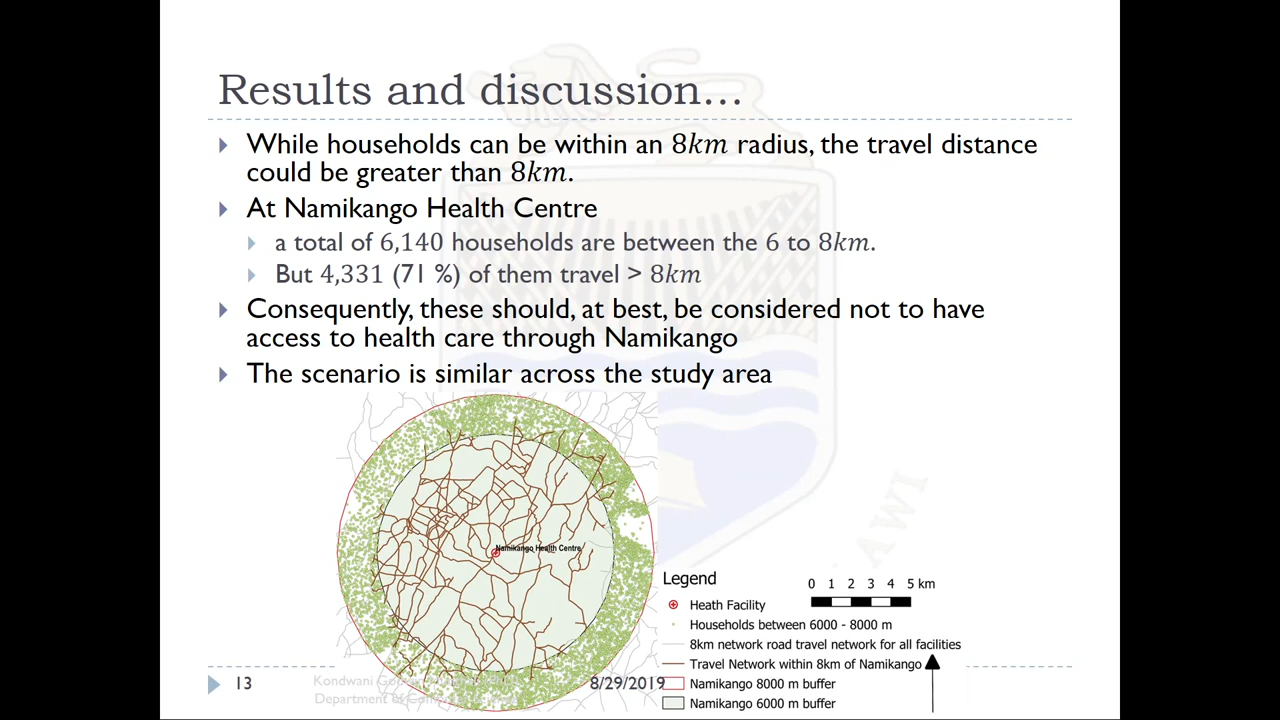 Results and discussion…
While households can be within an 8km radius, the travel distance
could be greater than 8km.
At Namikango Health Centre
a total of 6,140 households are between the 6 to 8km.
But 4,331 (71 %) of them travel > 8km
Consequently, these should, at best, be considered not to have
access to health care through Namikango
The scenario is similar across the study area
Namikango Health Centre
Legend
0 1 2 3 4 5 km
Heath Facility
Households between 6000 - 8000 m
8km network road travel network for all facilities
Travel Network within 8km of Namikango
Namikango 8000 m buffer
Namikango 6000 m buffer
13
Kondwani
8/29/2019
Department
AWI